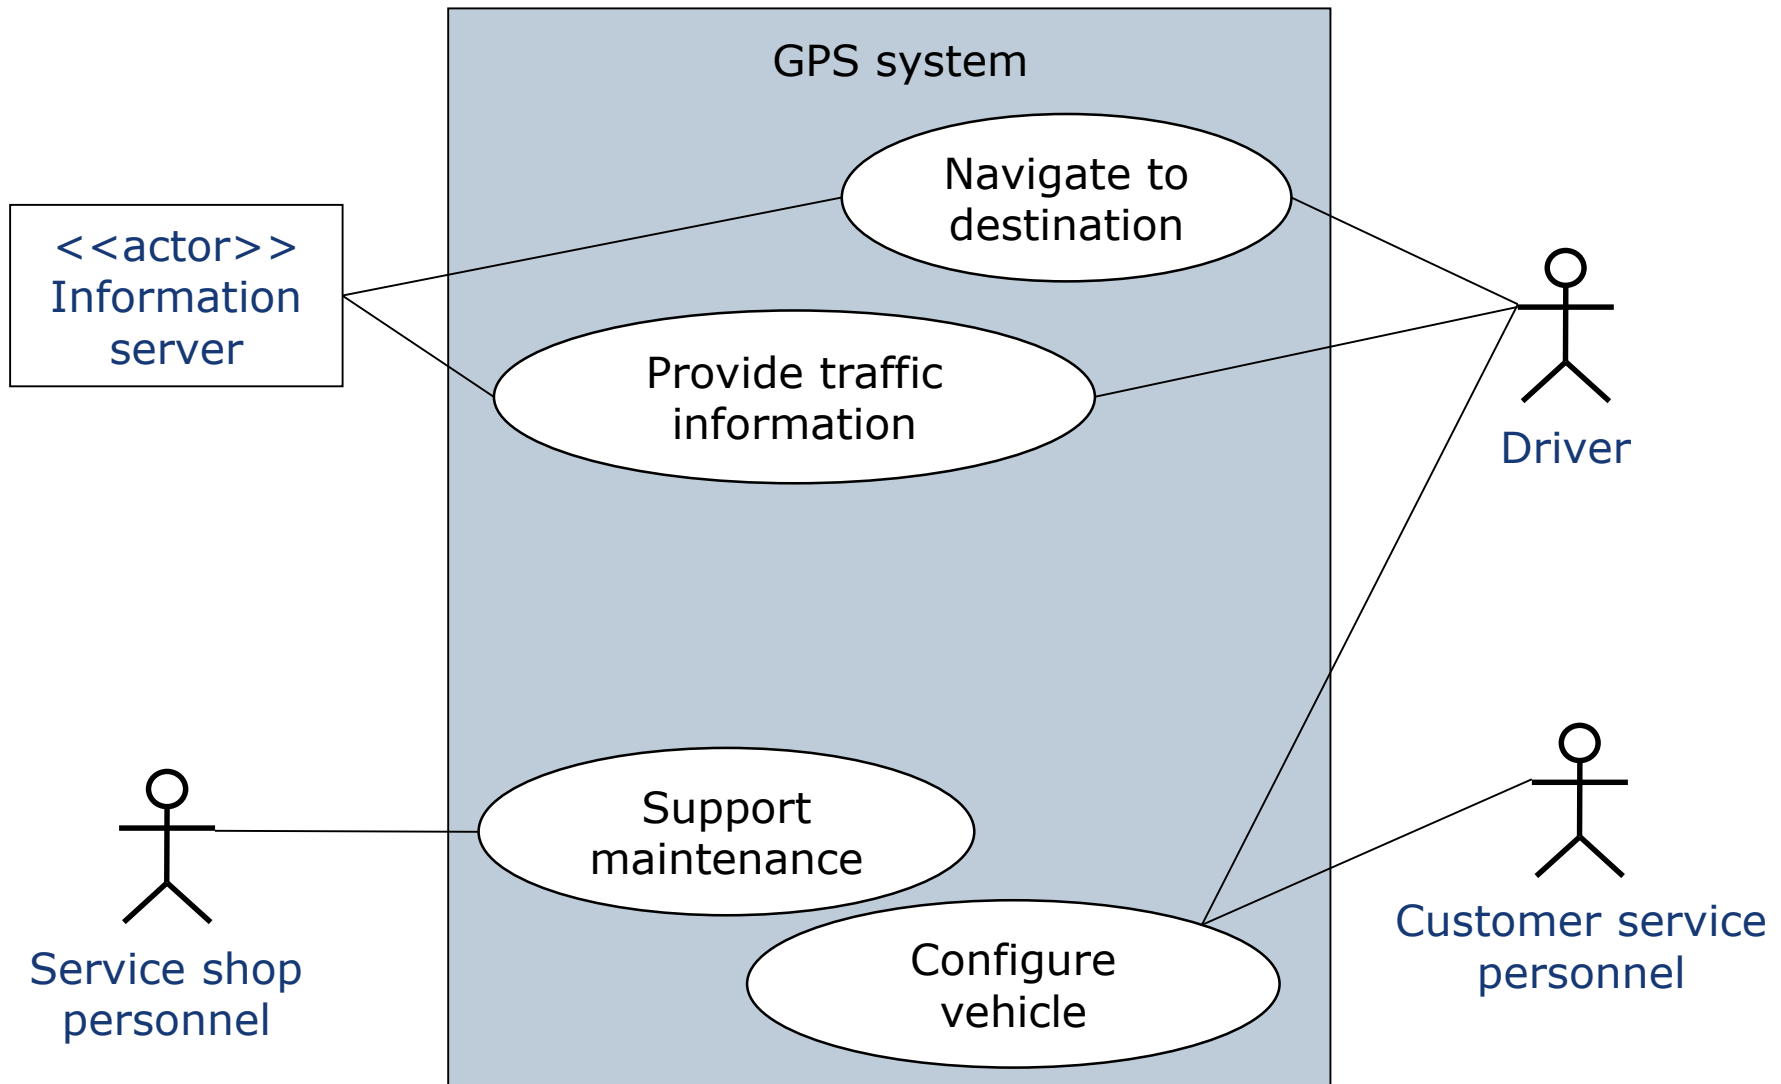 GPS system
Navigate to
destination
<<actor>>
Information
server
Provide traffic
information
Driver
Support
maintenance
Customer service
personnel
Service shop
personnel
Configure
vehicle